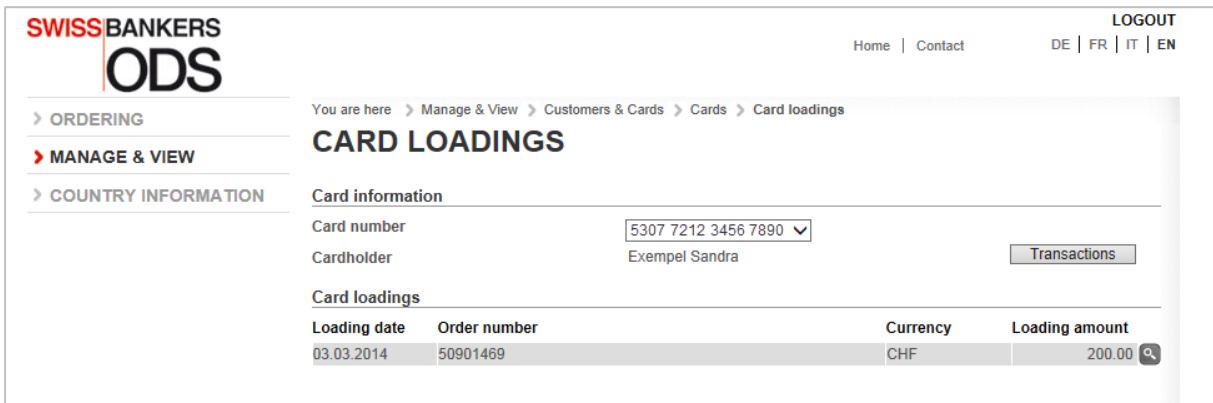 SWISSBANKERS
ODS
LOGOUT
Home | Contact
DE | FR | IT | EN
ORDERING
MANAGE & VIEW
COUNTRY INFORMATION
You are here > Manage & View > Customers & Cards > Cards > Card loadings
CARD LOADINGS
Card information
Card number 5307 7212 3456 7890
Cardholder Exempel Sandra Transactions
Card loadings
Loading date Order number Currency Loading amount
03.03.2014 50901469 CHF 200.00